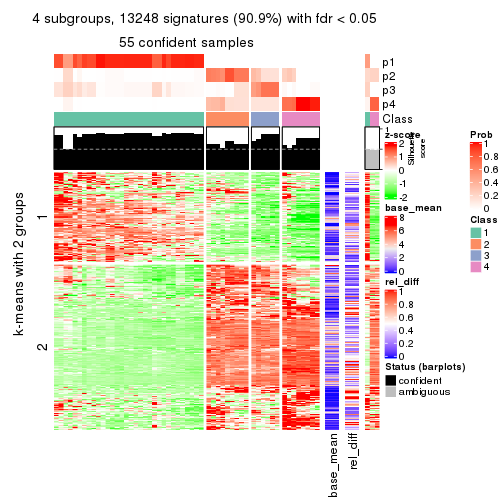 4 subgroups, 13248 signatures (90.9%) with fdr < 0.05
55 confident samples
p1
p2
p3
p4
Class
1
Silhouette
score
k-means with 2 groups
1
2
base_mean
rel_diff
z-score
2
1
0
-1
-2
base_mean
8
6
4
2
0
rel_diff
1
0.8
0.6
0.4
0.2
0
Status (barplots)
confident
ambiguous
Prob
1
0.8
0.6
0.4
0.2
0
Class
1
2
3
4